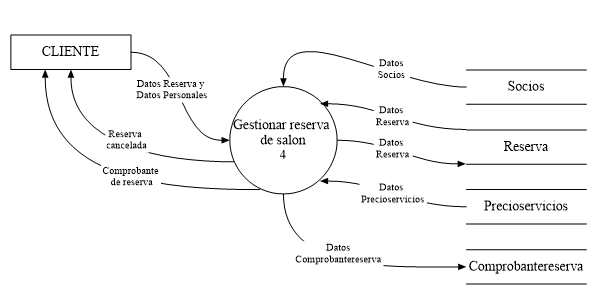 CLIENTE
Datos Reserva y
Datos Personales
Reserva
cancelada
Comprobante
de reserva
Gestionar reserva
de salon
4
Datos
Socios
Datos
Reserva
Datos
Reserva
Datos
Precioservicios
Datos
Comprobantereserva
Socios
Reserva
Precioservicios
Comprobantereserva